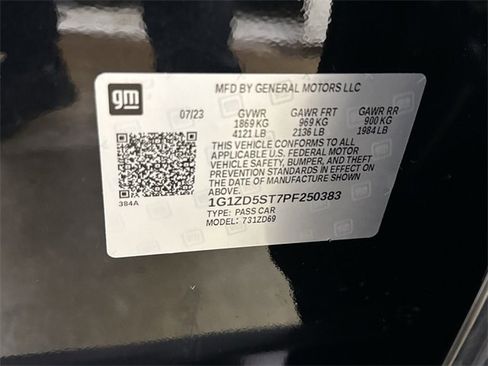 gm
MFD BY GENERAL MOTORS LLC
07/23 GVWR GAWR FRT GAWR RR
1869 KG 969 KG 900 KG
4121 LB 2136 LB 1984 LB
THIS VEHICLE CONFORMS TO ALL
APPLICABLE U.S. FEDERAL MOTOR
VEHICLE SAFETY, BUMPER, AND THEFT
PREVENTION STANDARDS IN EFFECT ON
THE DATE OF MANUFACTURE SHOWN
ABOVE.
384A
1G1ZD5ST7PF250383
TYPE: PASS CAR
MODEL: 731ZD69